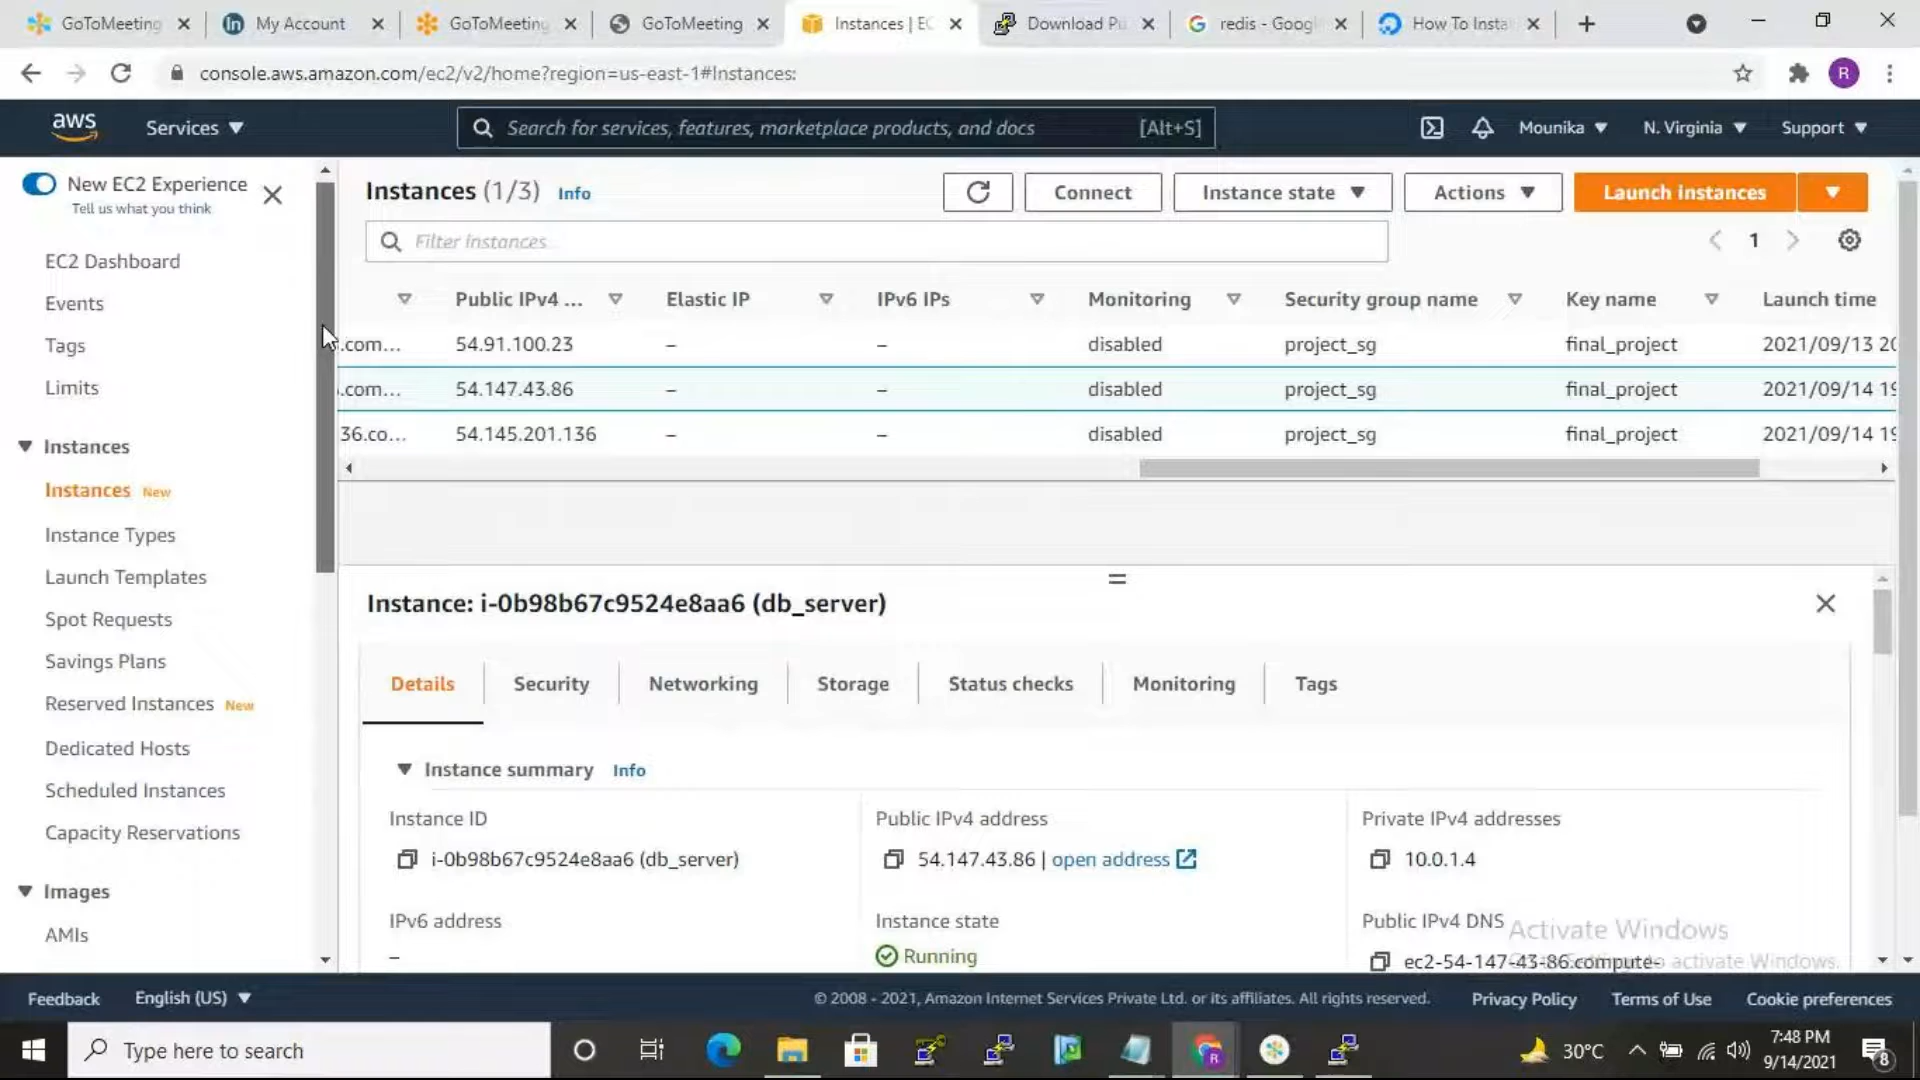 GoToMeeting
My Account
GoToMeeting
GoToMeeting
Instances | EC
Download Pu
redis - Googl
How To Insta
console.aws.amazon.com/ec2/v2/home?region=us-east-1#Instances:
R
aws
Services
Search for services, features, marketplace products, and docs
[Alt+S]
Mounika
N. Virginia
Support
New EC2 Experience
Tell us what you think
EC2 Dashboard
Events
Tags
Limits
Instances
Instances New
Instance Types
Launch Templates
Spot Requests
Savings Plans
Reserved Instances New
Dedicated Hosts
Scheduled Instances
Capacity Reservations
Images
AMIs
Instances (1/3) Info
Connect
Instance state
Actions
Launch instances
Filter instances
1
Public IPv4 ... Elastic IP IPv6 IPs Monitoring Security group name Key name Launch time
.com... 54.91.100.23 – – disabled project_sg final_project 2021/09/13 20
.com... 54.147.43.86 – – disabled project_sg final_project 2021/09/14 19
36.co... 54.145.201.136 – – disabled project_sg final_project 2021/09/14 19
Instance: i-0b98b67c9524e8aa6 (db_server)
Details Security Networking Storage Status checks Monitoring Tags
Instance summary Info
Instance ID
i-0b98b67c9524e8aa6 (db_server)
Public IPv4 address
54.147.43.86 | open address
Private IPv4 addresses
10.0.1.4
IPv6 address
–
Instance state
Running
Public IPv4 DNS
ec2-54-147-43-86.compute-
Activate Windows
to activate Windows.
Feedback
English (US)
© 2008 - 2021, Amazon Internet Services Private Ltd. or its affiliates. All rights reserved.
Privacy Policy
Terms of Use
Cookie preferences
Type here to search
R
30°C
7:48 PM
9/14/2021
8